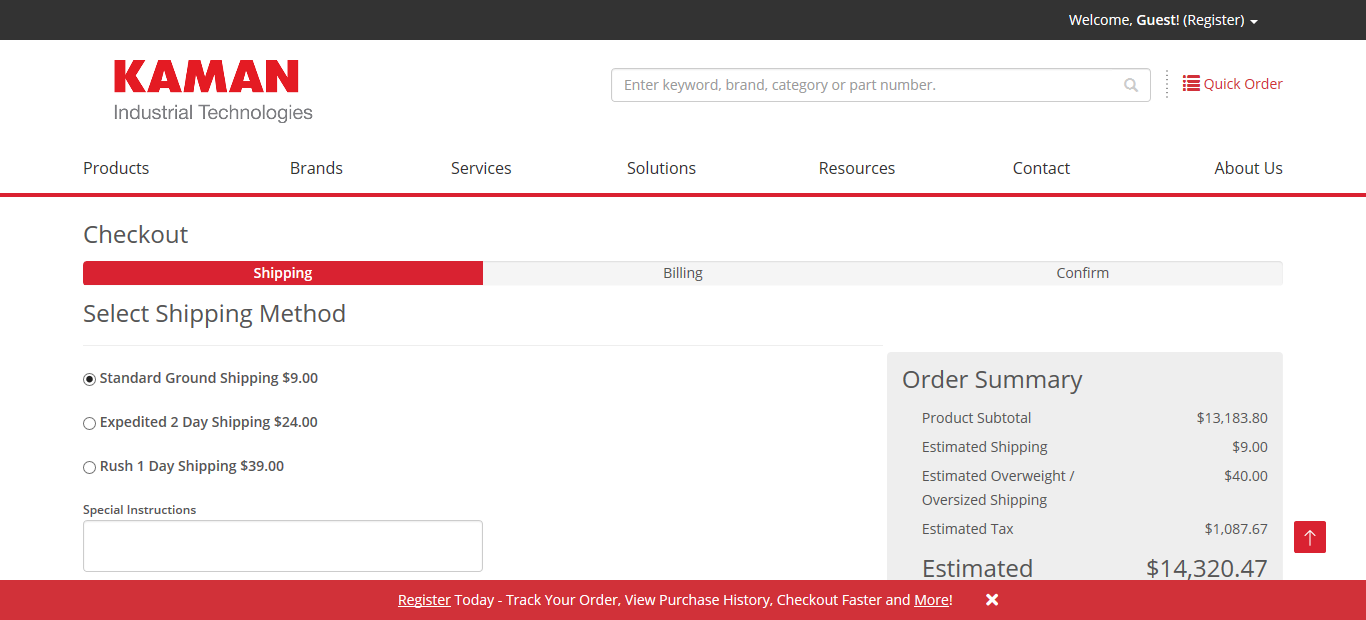 Welcome, Guest! (Register)
KAMAN
Industrial Technologies
Enter keyword, brand, category or part number.
Quick Order
Products Brands Services Solutions Resources Contact About Us
Checkout
Shipping Billing Confirm
Select Shipping Method
Standard Ground Shipping $9.00
Expedited 2 Day Shipping $24.00
Rush 1 Day Shipping $39.00
Special Instructions
Order Summary
Product Subtotal $13,183.80
Estimated Shipping $9.00
Estimated Overweight / $40.00
Oversized Shipping
Estimated Tax $1,087.67
Estimated $14,320.47
Register Today - Track Your Order, View Purchase History, Checkout Faster and More!